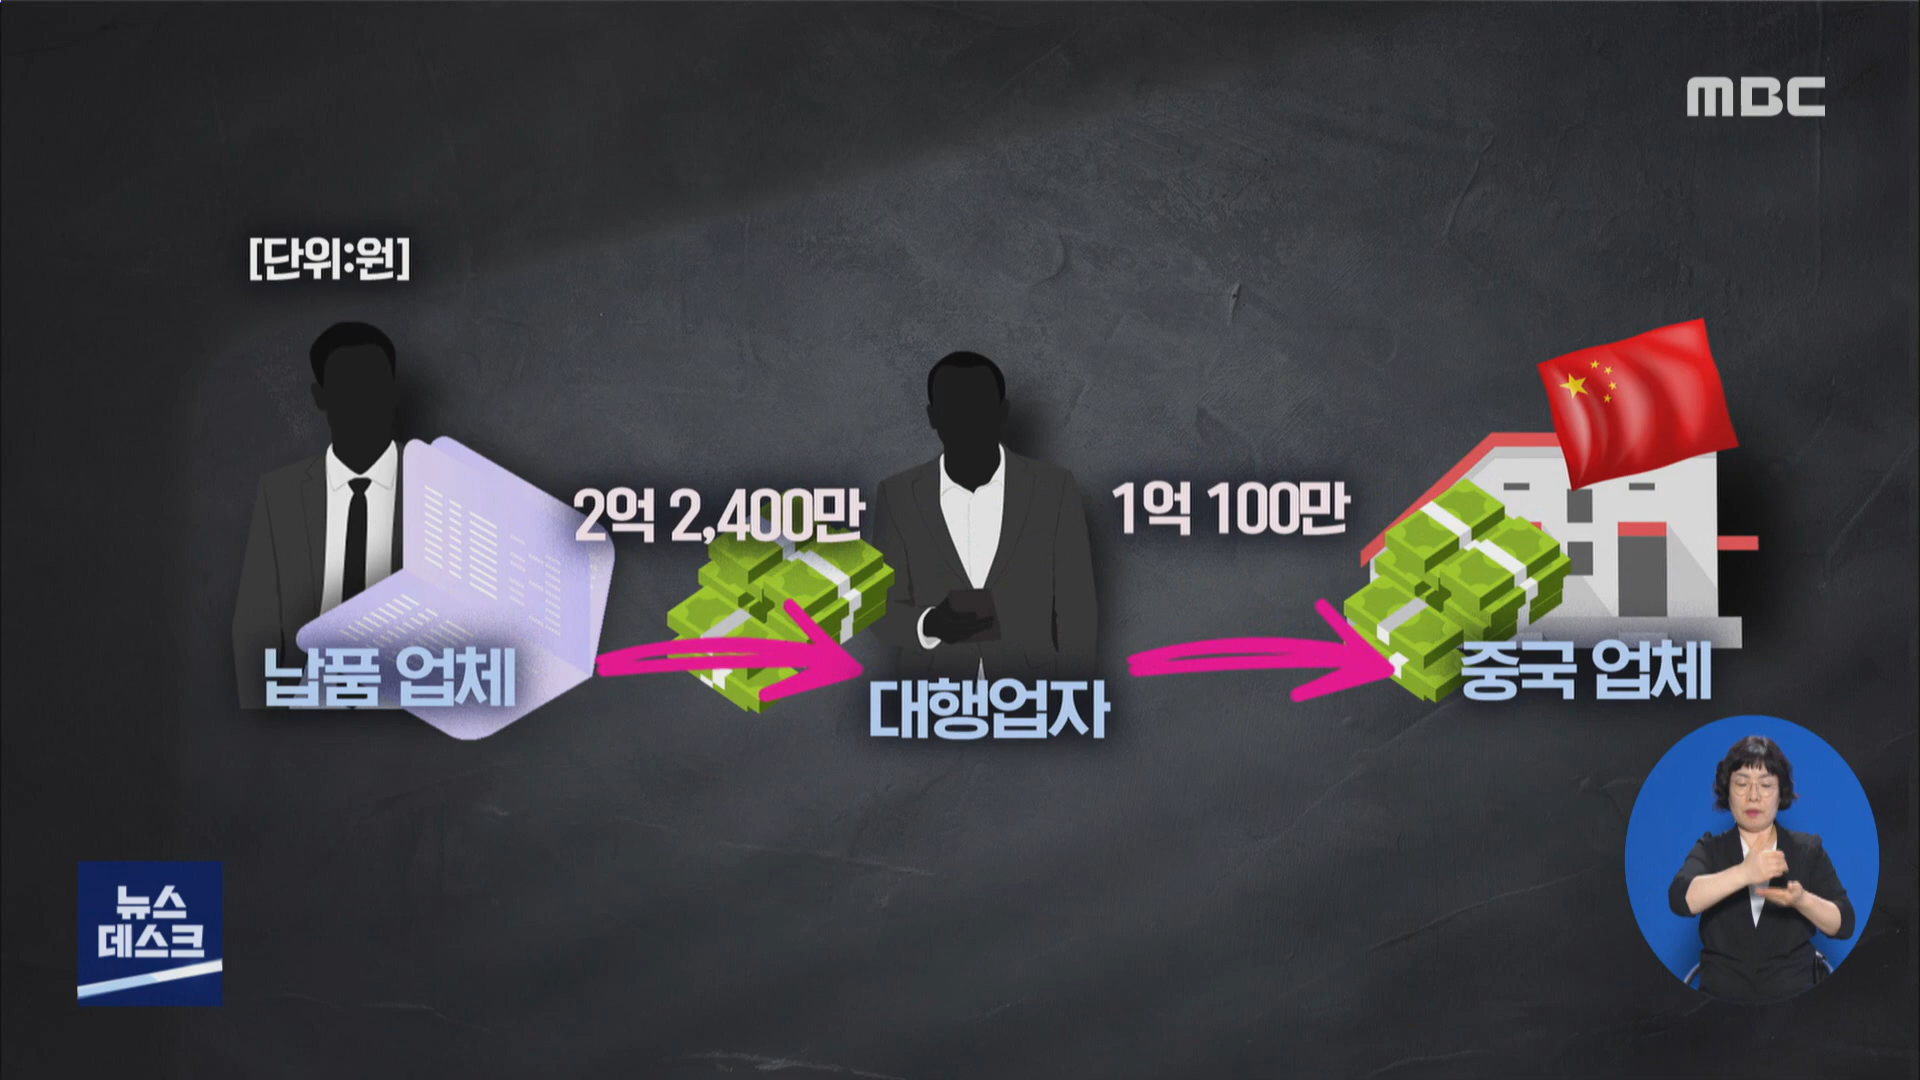 MBC
[단위:원]
2억 2,400만
1억 100만
납품 업체
대행업자
중국 업체
뉴스
데스크